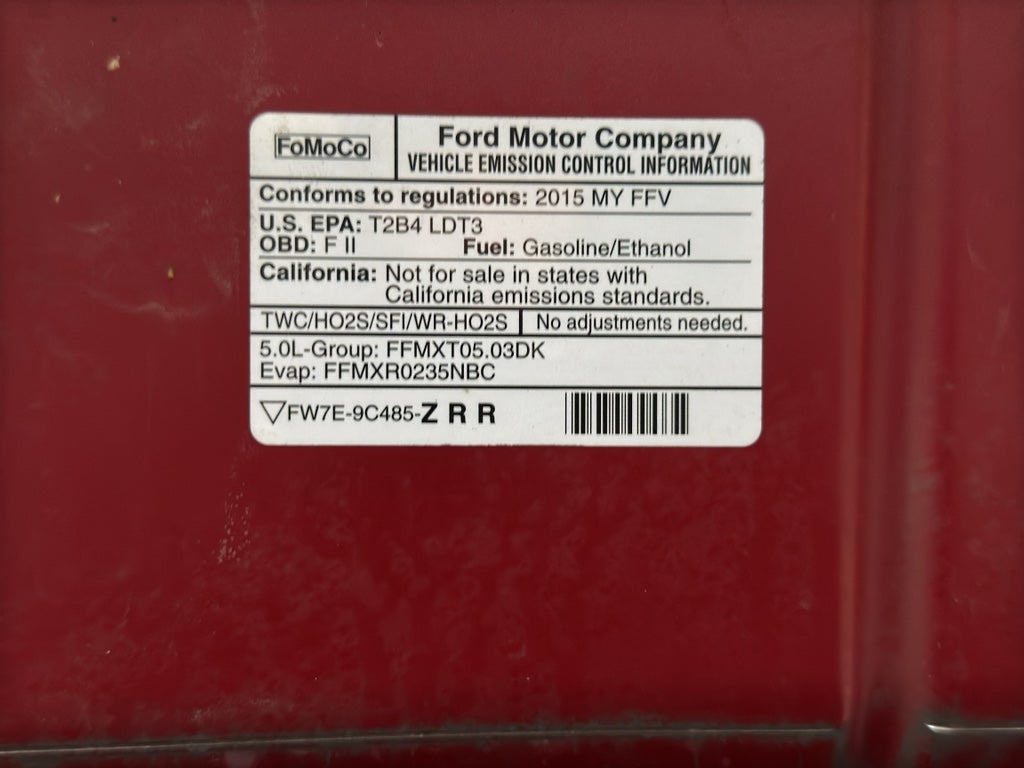 FoMoCo
Ford Motor Company
VEHICLE EMISSION CONTROL INFORMATION
Conforms to regulations: 2015 MY FFV
U.S. EPA: T2B4 LDT3
OBD: F II Fuel: Gasoline/Ethanol
California: Not for sale in states with
California emissions standards.
TWC/HO2S/SFI/WR-HO2S No adjustments needed.
5.0L-Group: FFMXT05.03DK
Evap: FFMXR0235NBC
▽FW7E-9C485-Z R R